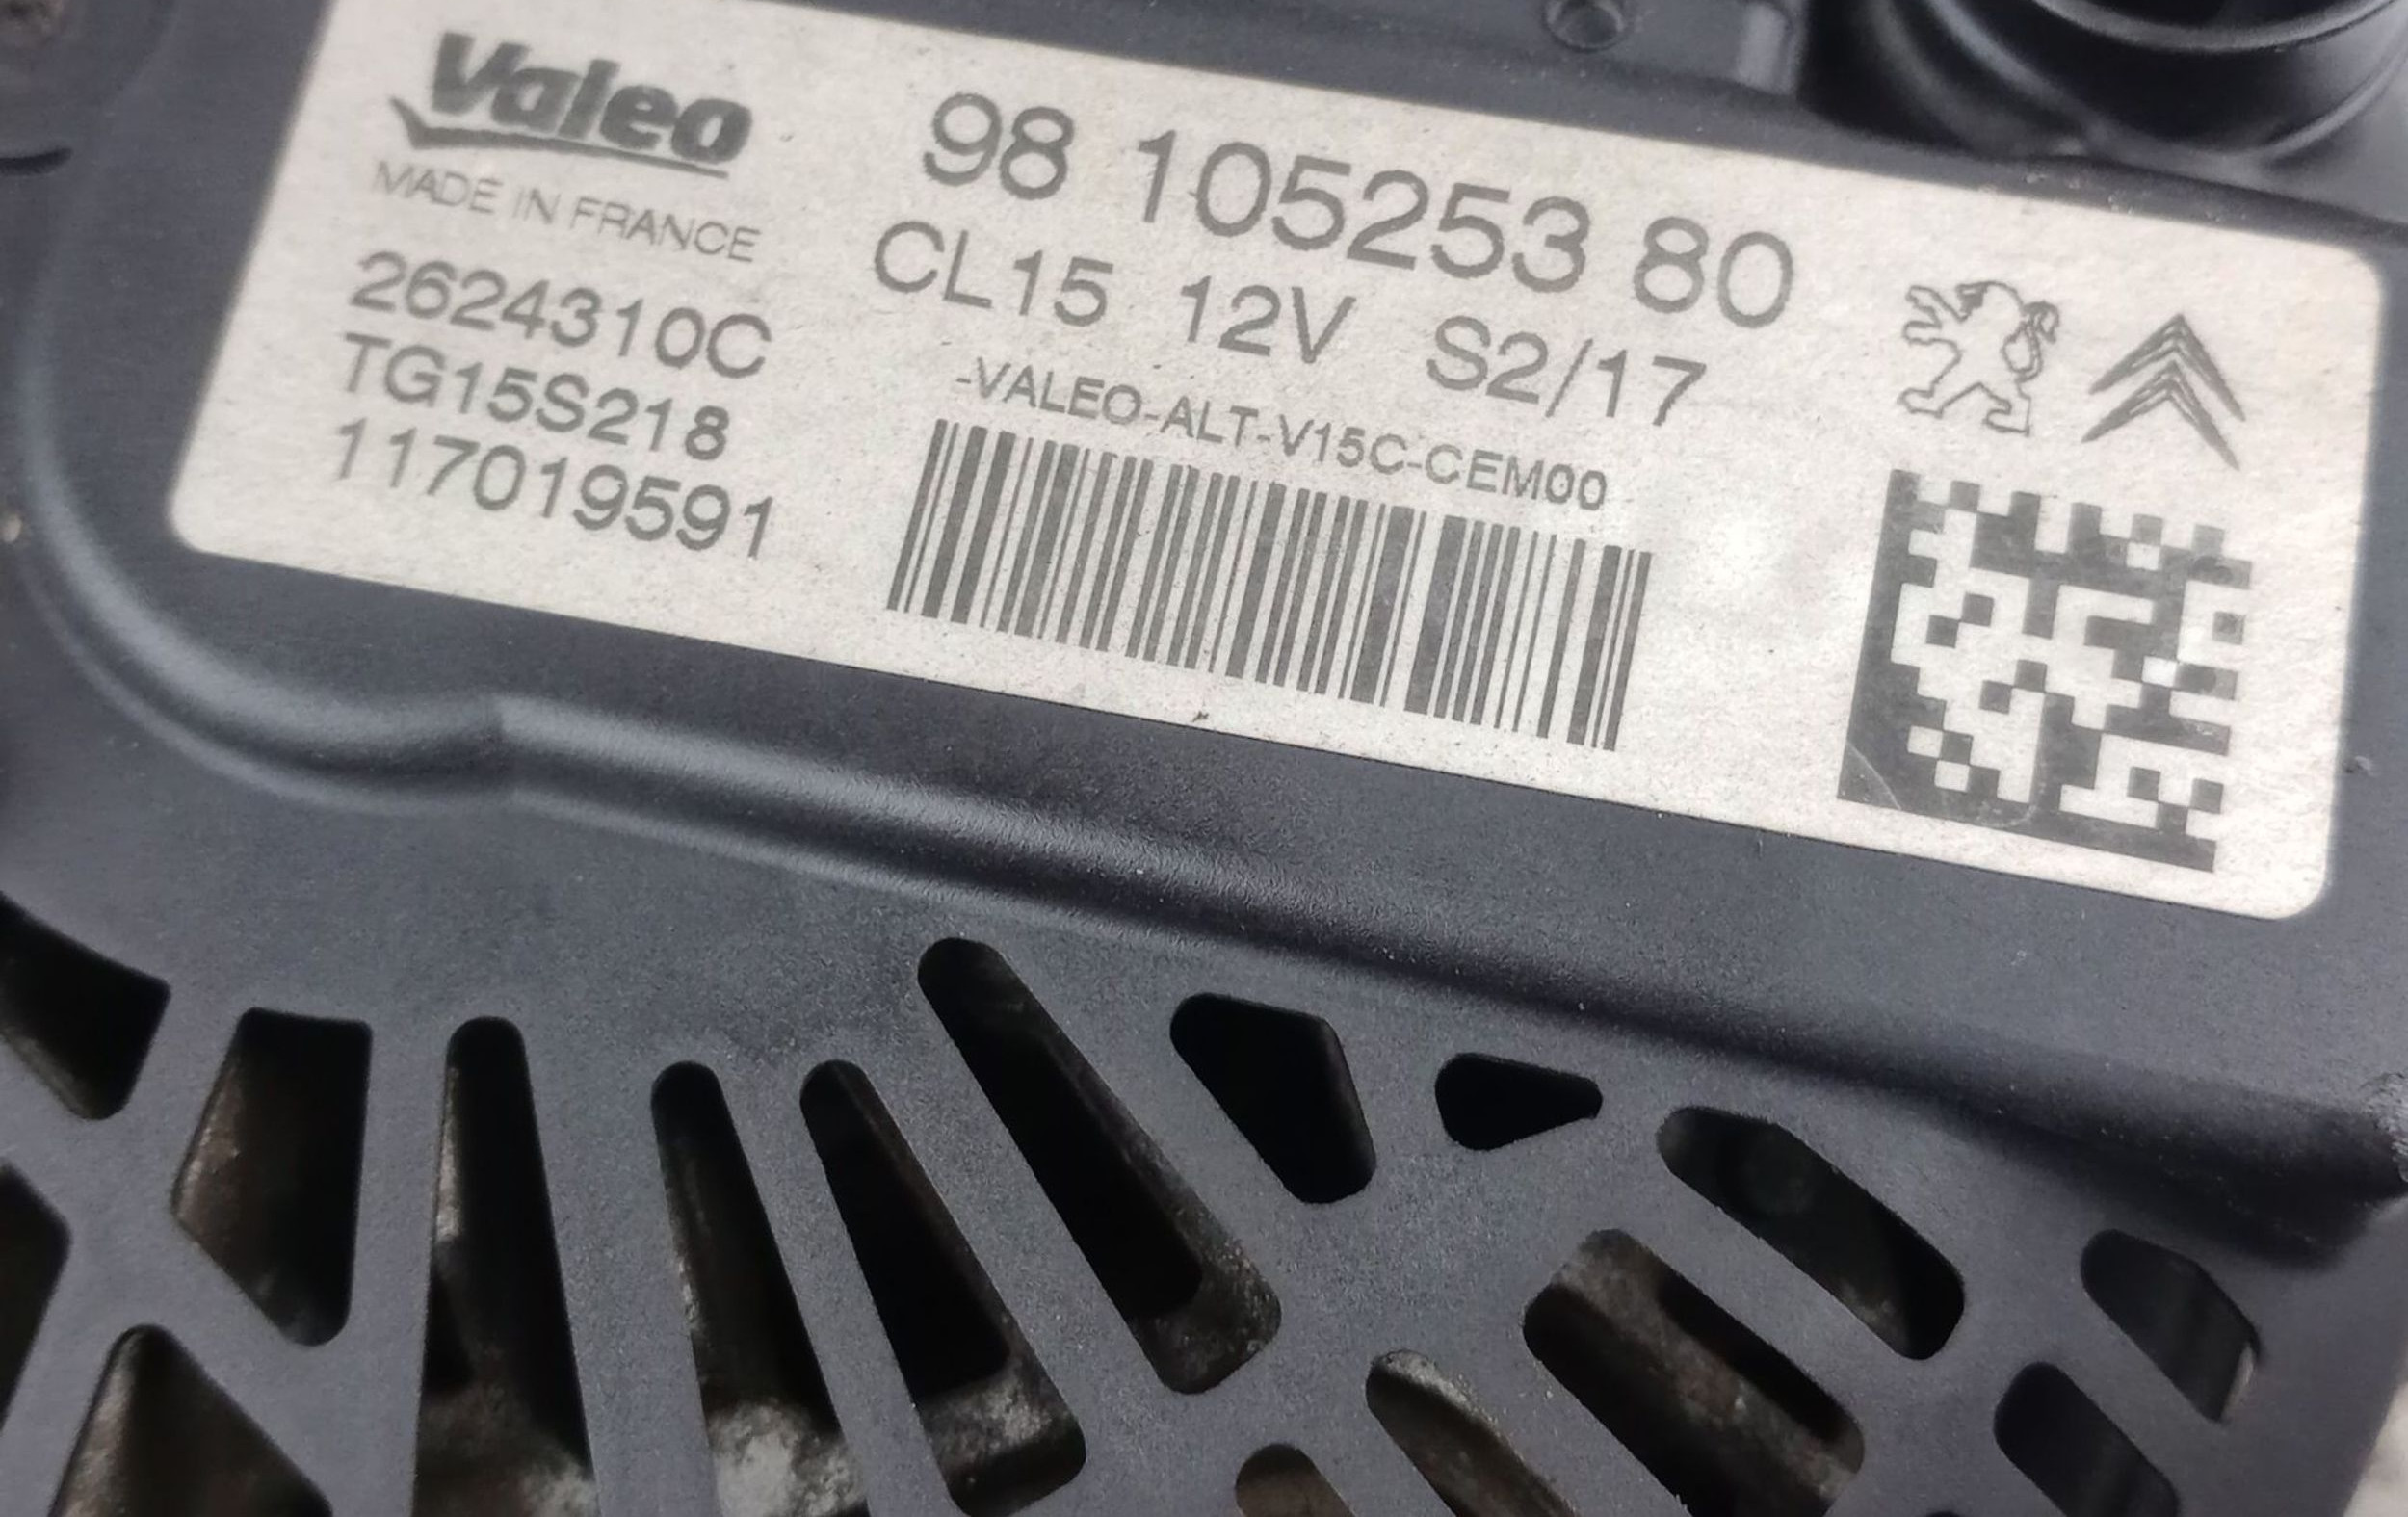 Valeo
MADE IN FRANCE
2624310C
TG15S218
117019591
98 105253 80
CL15 12V S2/17
-VALEO-ALT-V15C-CEM00